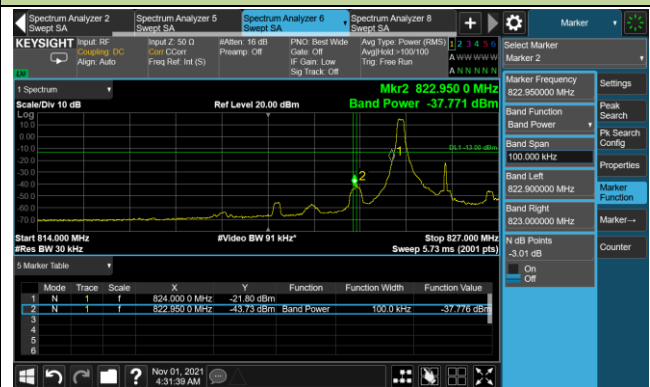 Spectrum Analyzer 2
Swept SA
Spectrum Analyzer 5
Swept SA
Spectrum Analyzer 6
Swept SA
Spectrum Analyzer 8
Swept SA
+
Marker
KEYSIGHT
Input: RF
Coupling: DC
Align: Auto
Input Z: 50 Ω
Corr CCorr
Freq Ref: Int (S)
#Atten: 16 dB
Preamp: Off
PNO: Best Wide
Gate: Off
IF Gain: Low
Sig Track: Off
Avg Type: Power (RMS)
Avg|Hold:>100/100
Trig: Free Run
1 2 3 4 5 6
A W W W W W
A N N N N N
LXI
Select Marker
Marker 2
1 Spectrum
Mkr2 822.950 0 MHz
Scale/Div 10 dB
Ref Level 20.00 dBm
Band Power -37.771 dBm
Log
10.0
0.00
-10.0
-20.0
-30.0
-40.0
-50.0
-60.0
-70.0
DL1 -13.00 dBm
1
2
Start 814.000 MHz
#Video BW 91 kHz*
Stop 827.000 MHz
#Res BW 30 kHz
Sweep 5.73 ms (2001 pts)
Marker Frequency
822.950000 MHz
Band Function
Band Power
Band Span
100.000 kHz
Band Left
822.900000 MHz
Band Right
823.000000 MHz
N dB Points
-3.01 dB
On
Off
Settings
Peak
Search
Pk Search
Config
Properties
Marker
Function
Marker→
Counter
5 Marker Table
Mode Trace Scale X Y Function Function Width Function Value
1 N 1 f 824.000 0 MHz -21.80 dBm
2 N 1 f 822.950 0 MHz -43.73 dBm Band Power 100.0 kHz -37.776 dBm
3
4
5
6
?
Nov 01, 2021
4:31:39 AM